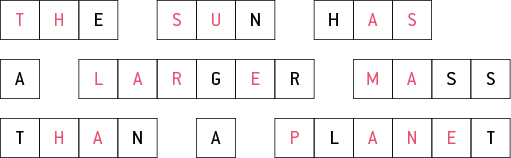 THE SUN HAS
A LARGER MASS
THAN A PLANET